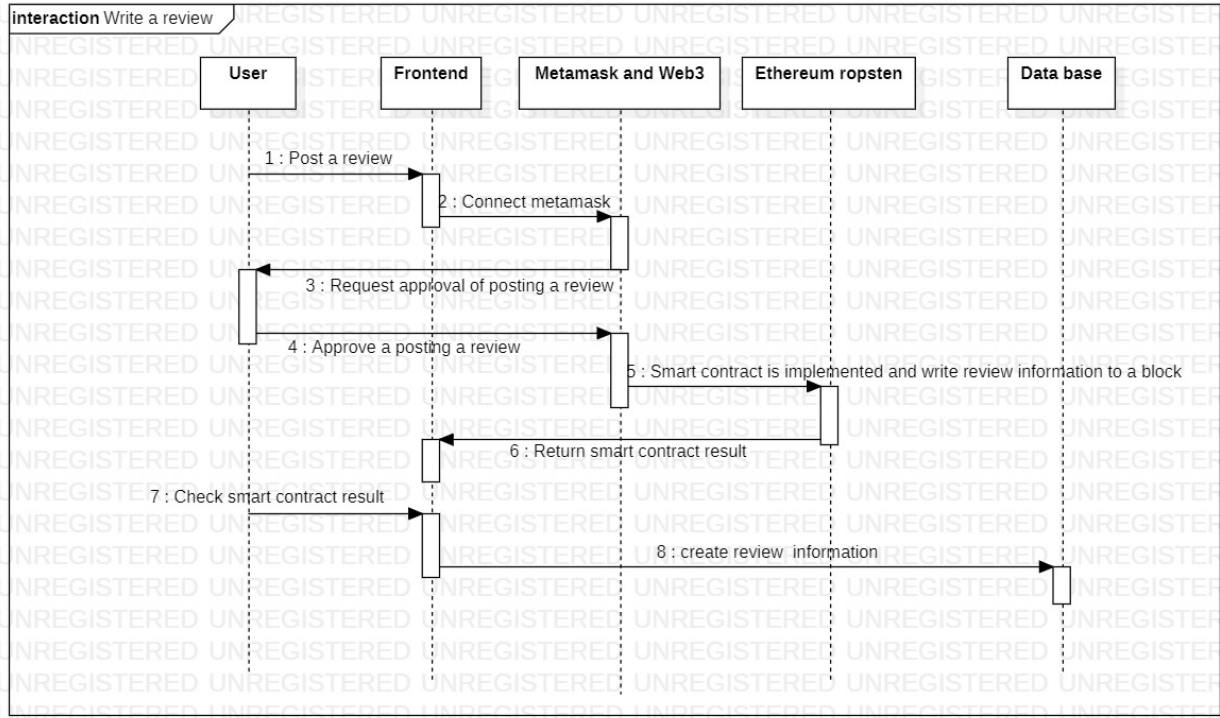 interaction Write a review
User
Frontend
Metamask and Web3
Ethereum ropsten
Data base
1 : Post a review
2 : Connect metamask
3 : Request approval of posting a review
4 : Approve a posting a review
5 : Smart contract is implemented and write review information to a block
6 : Return smart contract result
7 : Check smart contract result
8 : create review  information
UNREGISTERED